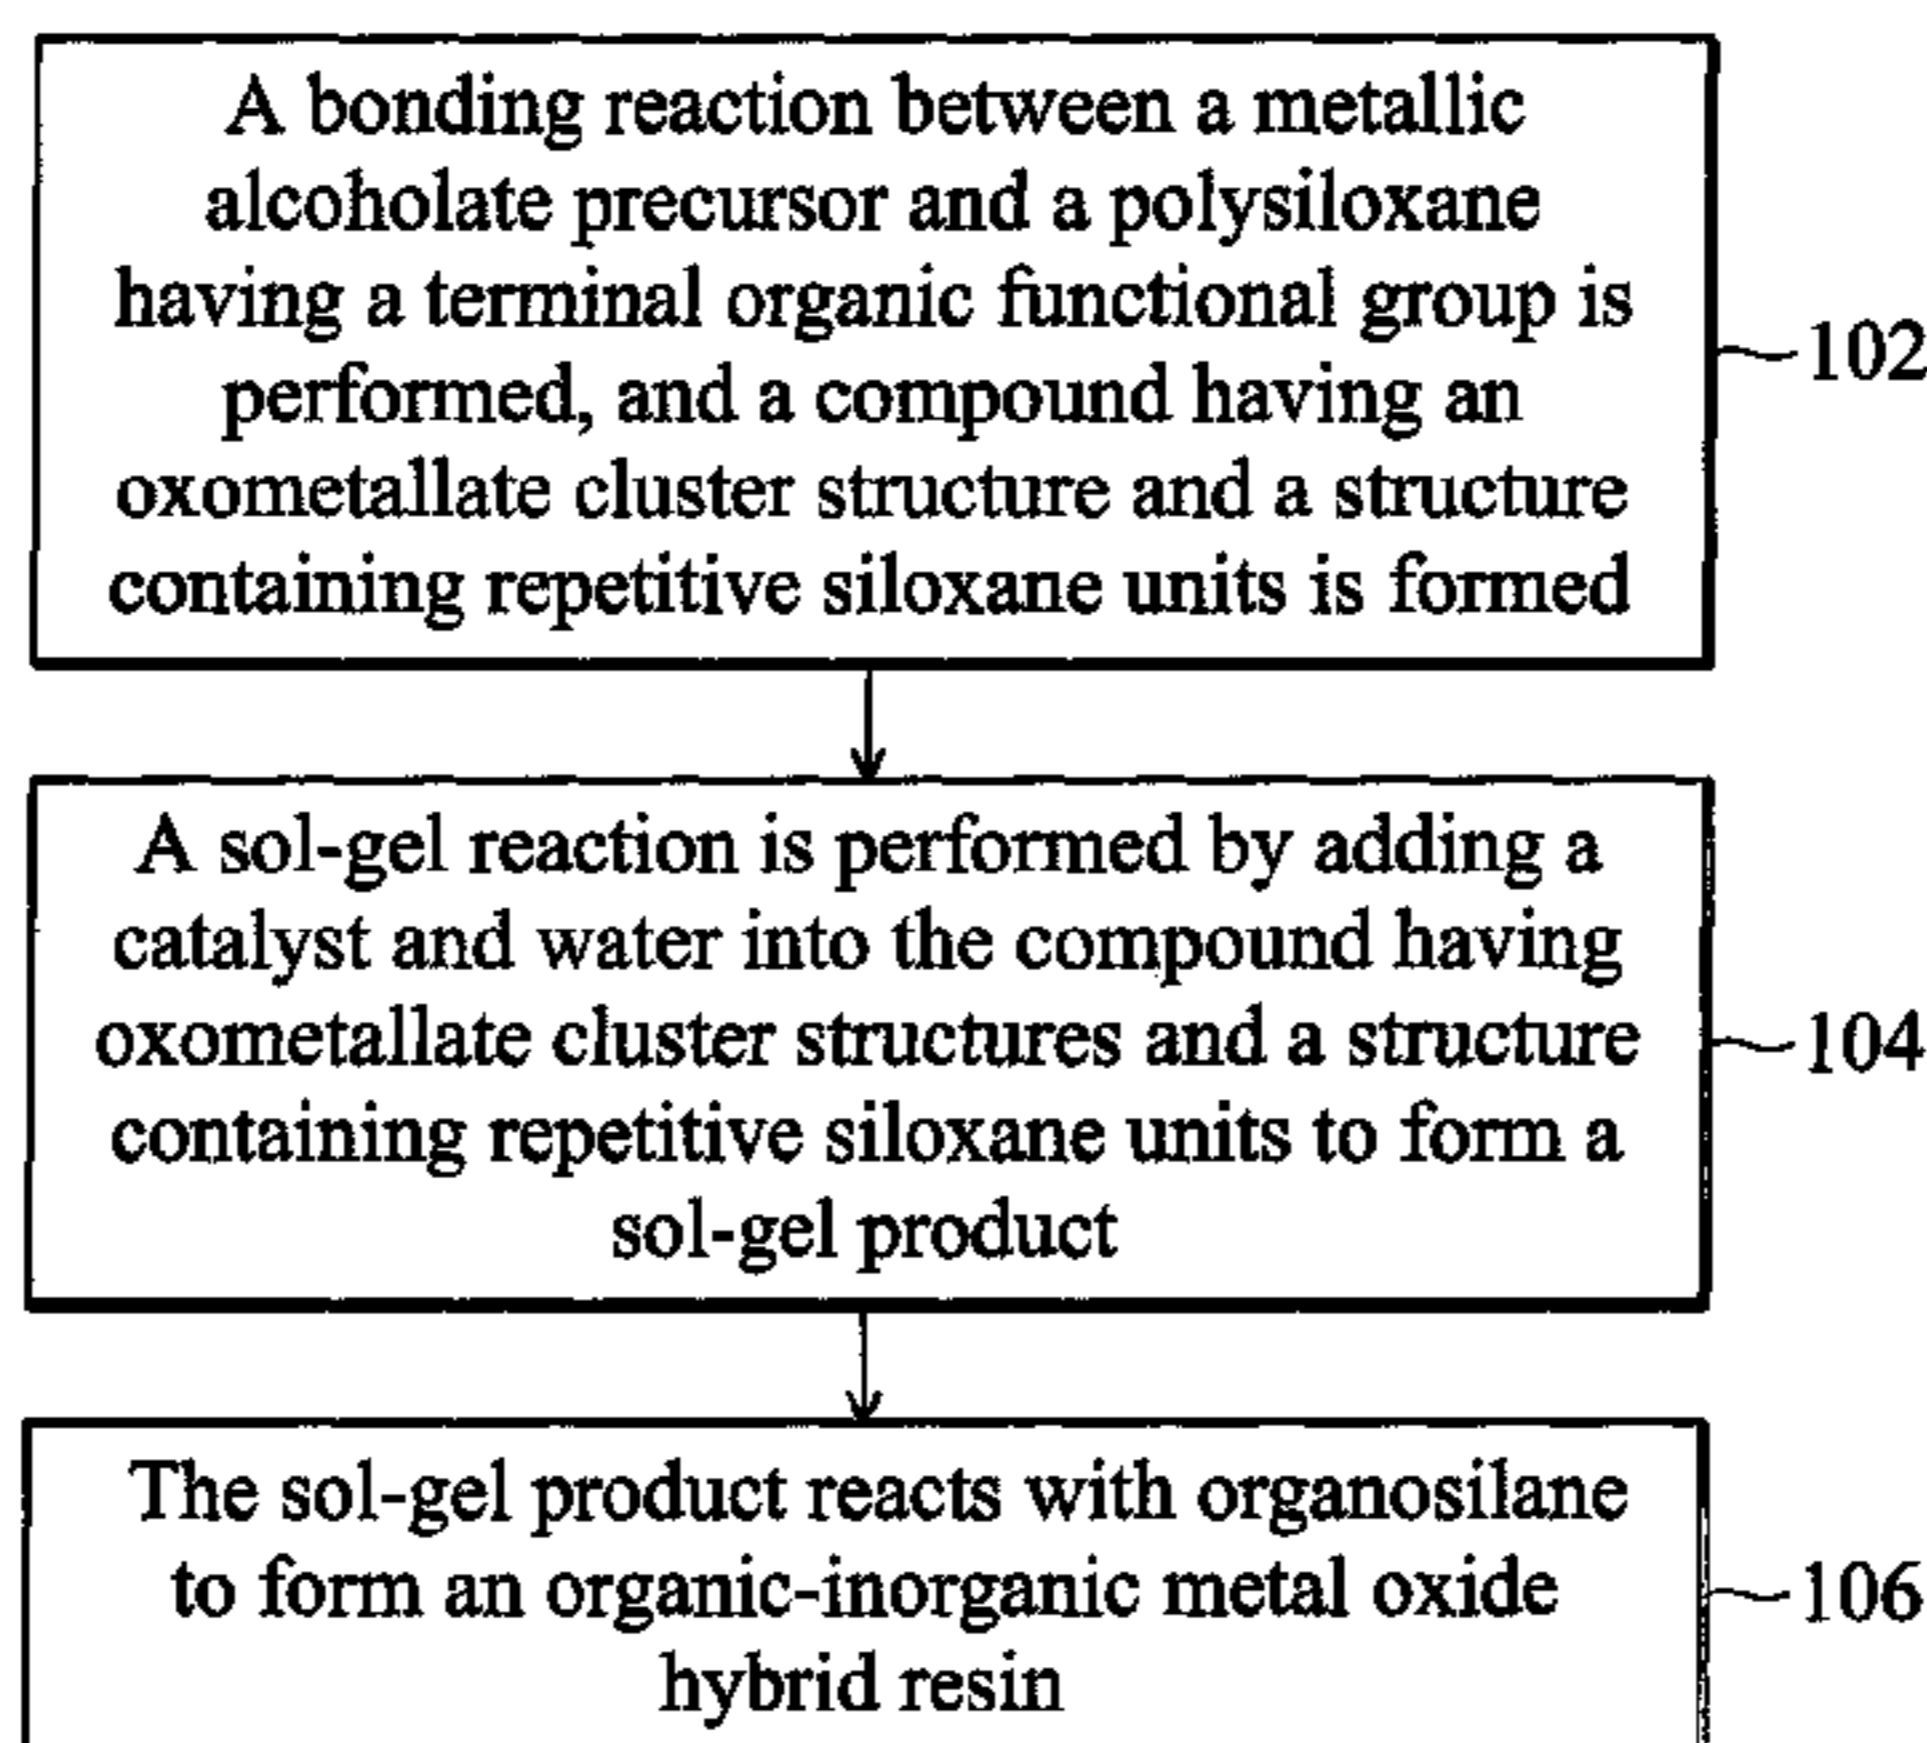 A bonding reaction between a metallic
alcoholate precursor and a polysiloxane
having a terminal organic functional group is
performed, and a compound having an
oxometallate cluster structure and a structure
containing repetitive siloxane units is formed
102
A sol-gel reaction is performed by adding a
catalyst and water into the compound having
oxometallate cluster structures and a structure
containing repetitive siloxane units to form a
sol-gel product
104
The sol-gel product reacts with organosilane
to form an organic-inorganic metal oxide
hybrid resin
106